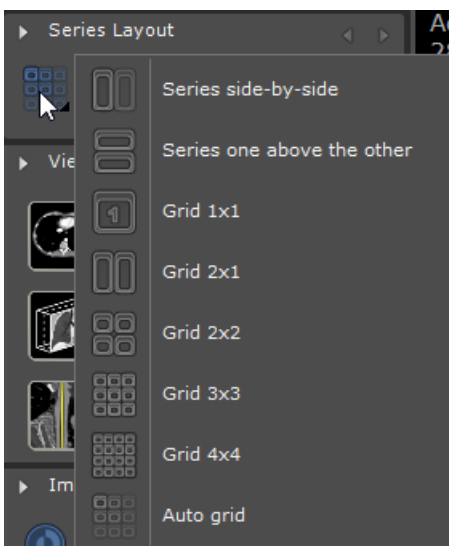 Series Layout
Series side-by-side
Series one above the other
Grid 1x1
1
Grid 2x1
Grid 2x2
Grid 3x3
Grid 4x4
Auto grid